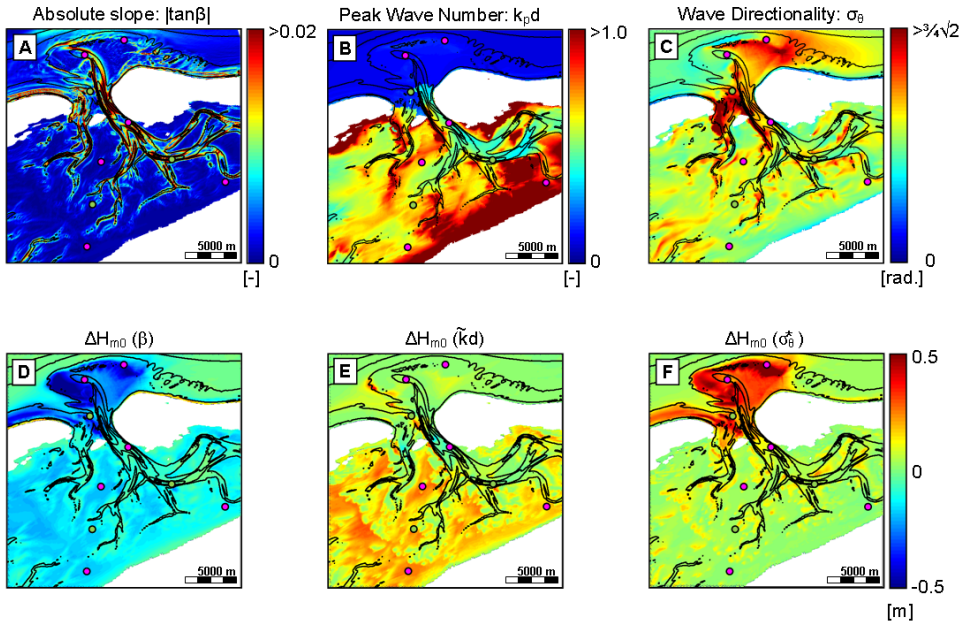 Absolute slope: |tanβ|
Peak Wave Number: kₚd
Wave Directionality: σθ
A
>0.02
0
[-]
5000 m
B
>1.0
0
[-]
5000 m
C
>¾√2
0
[rad.]
5000 m
ΔHₘ₀ (β)
ΔHₘ₀ (k̃d)
ΔHₘ₀ (σ*θ)
D
5000 m
E
5000 m
F
0.5
0
-0.5
[m]
5000 m